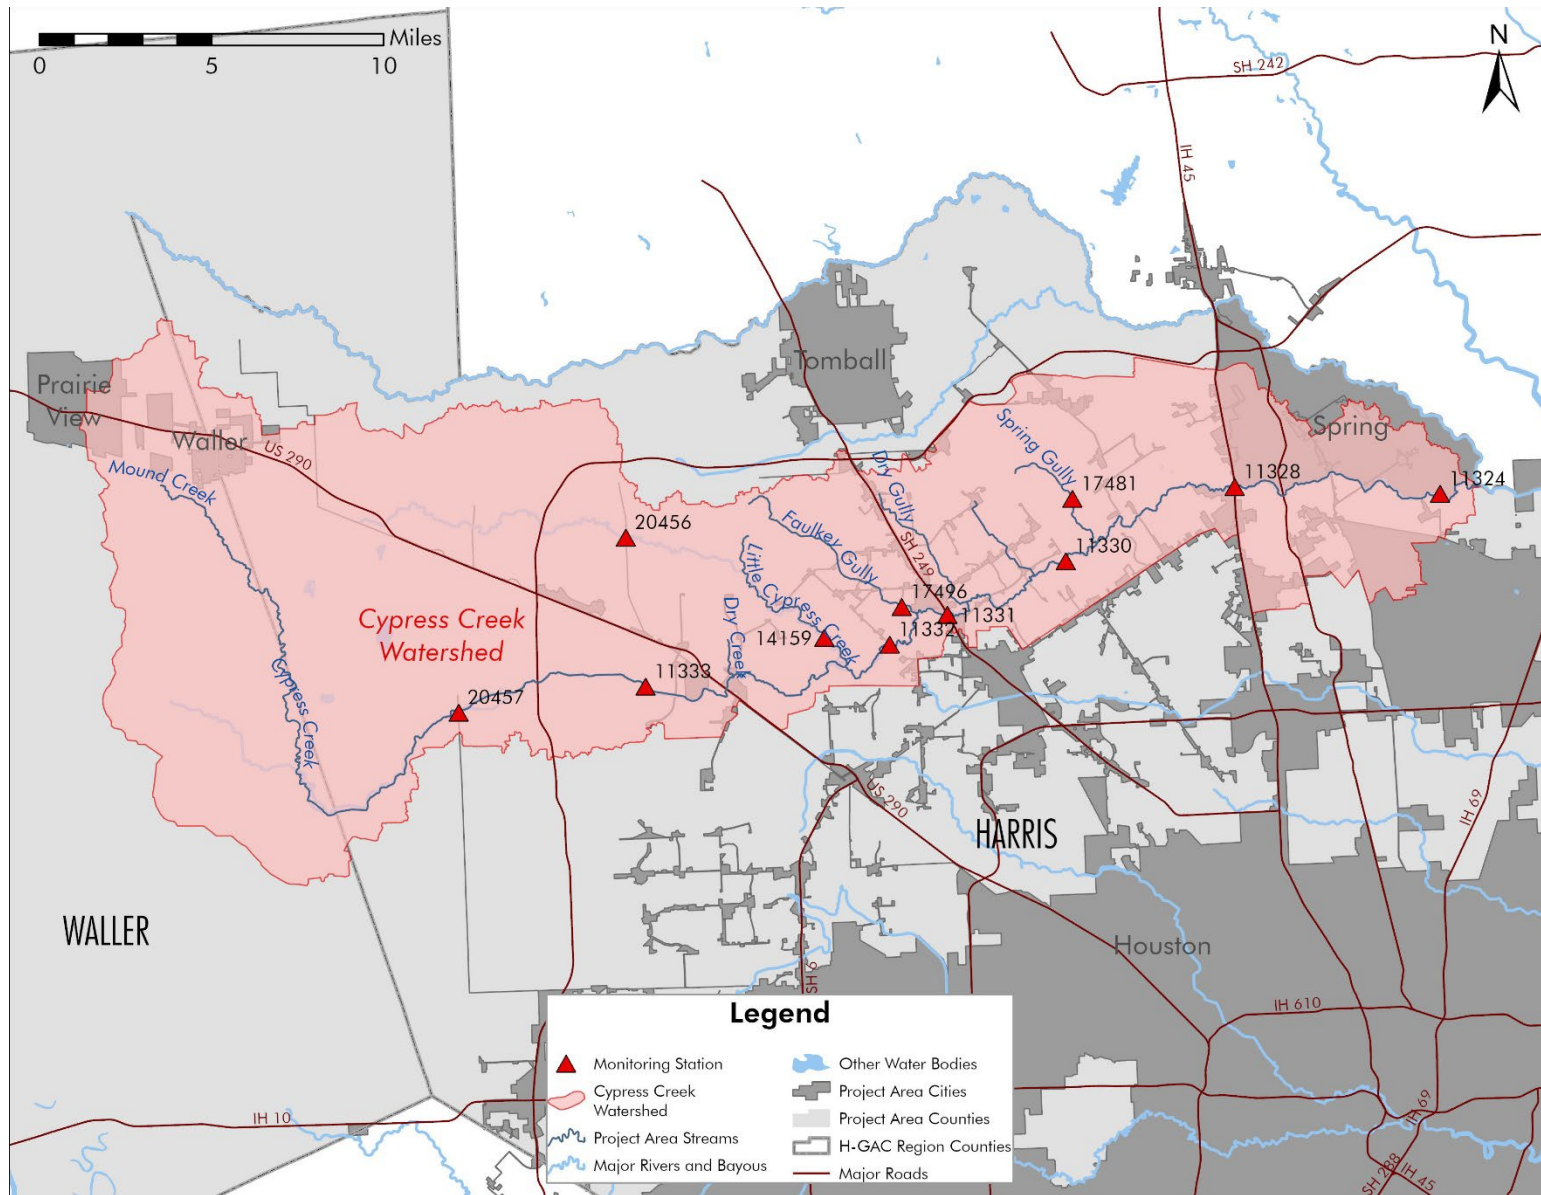 Miles
0
5
10
N
SH 242
IH 45
Tomball
Prairie
View
Waller
US 290
Mound Creek
Spring Gully
Dry Gully
SH 249
Spring
17481
11328
11324
20456
Faulkey Gully
11330
Little Cypress Creek
17496
11331
Cypress Creek
Watershed
Dry Creek
14159
11332
11333
20457
Cypress Creek
US 290
HARRIS
IH 69
WALLER
Houston
SH 6
IH 610
IH 10
IH 69
SH 288
IH 45
Legend
Monitoring Station
Cypress Creek
Watershed
Project Area Streams
Major Rivers and Bayous
Other Water Bodies
Project Area Cities
Project Area Counties
H-GAC Region Counties
Major Roads